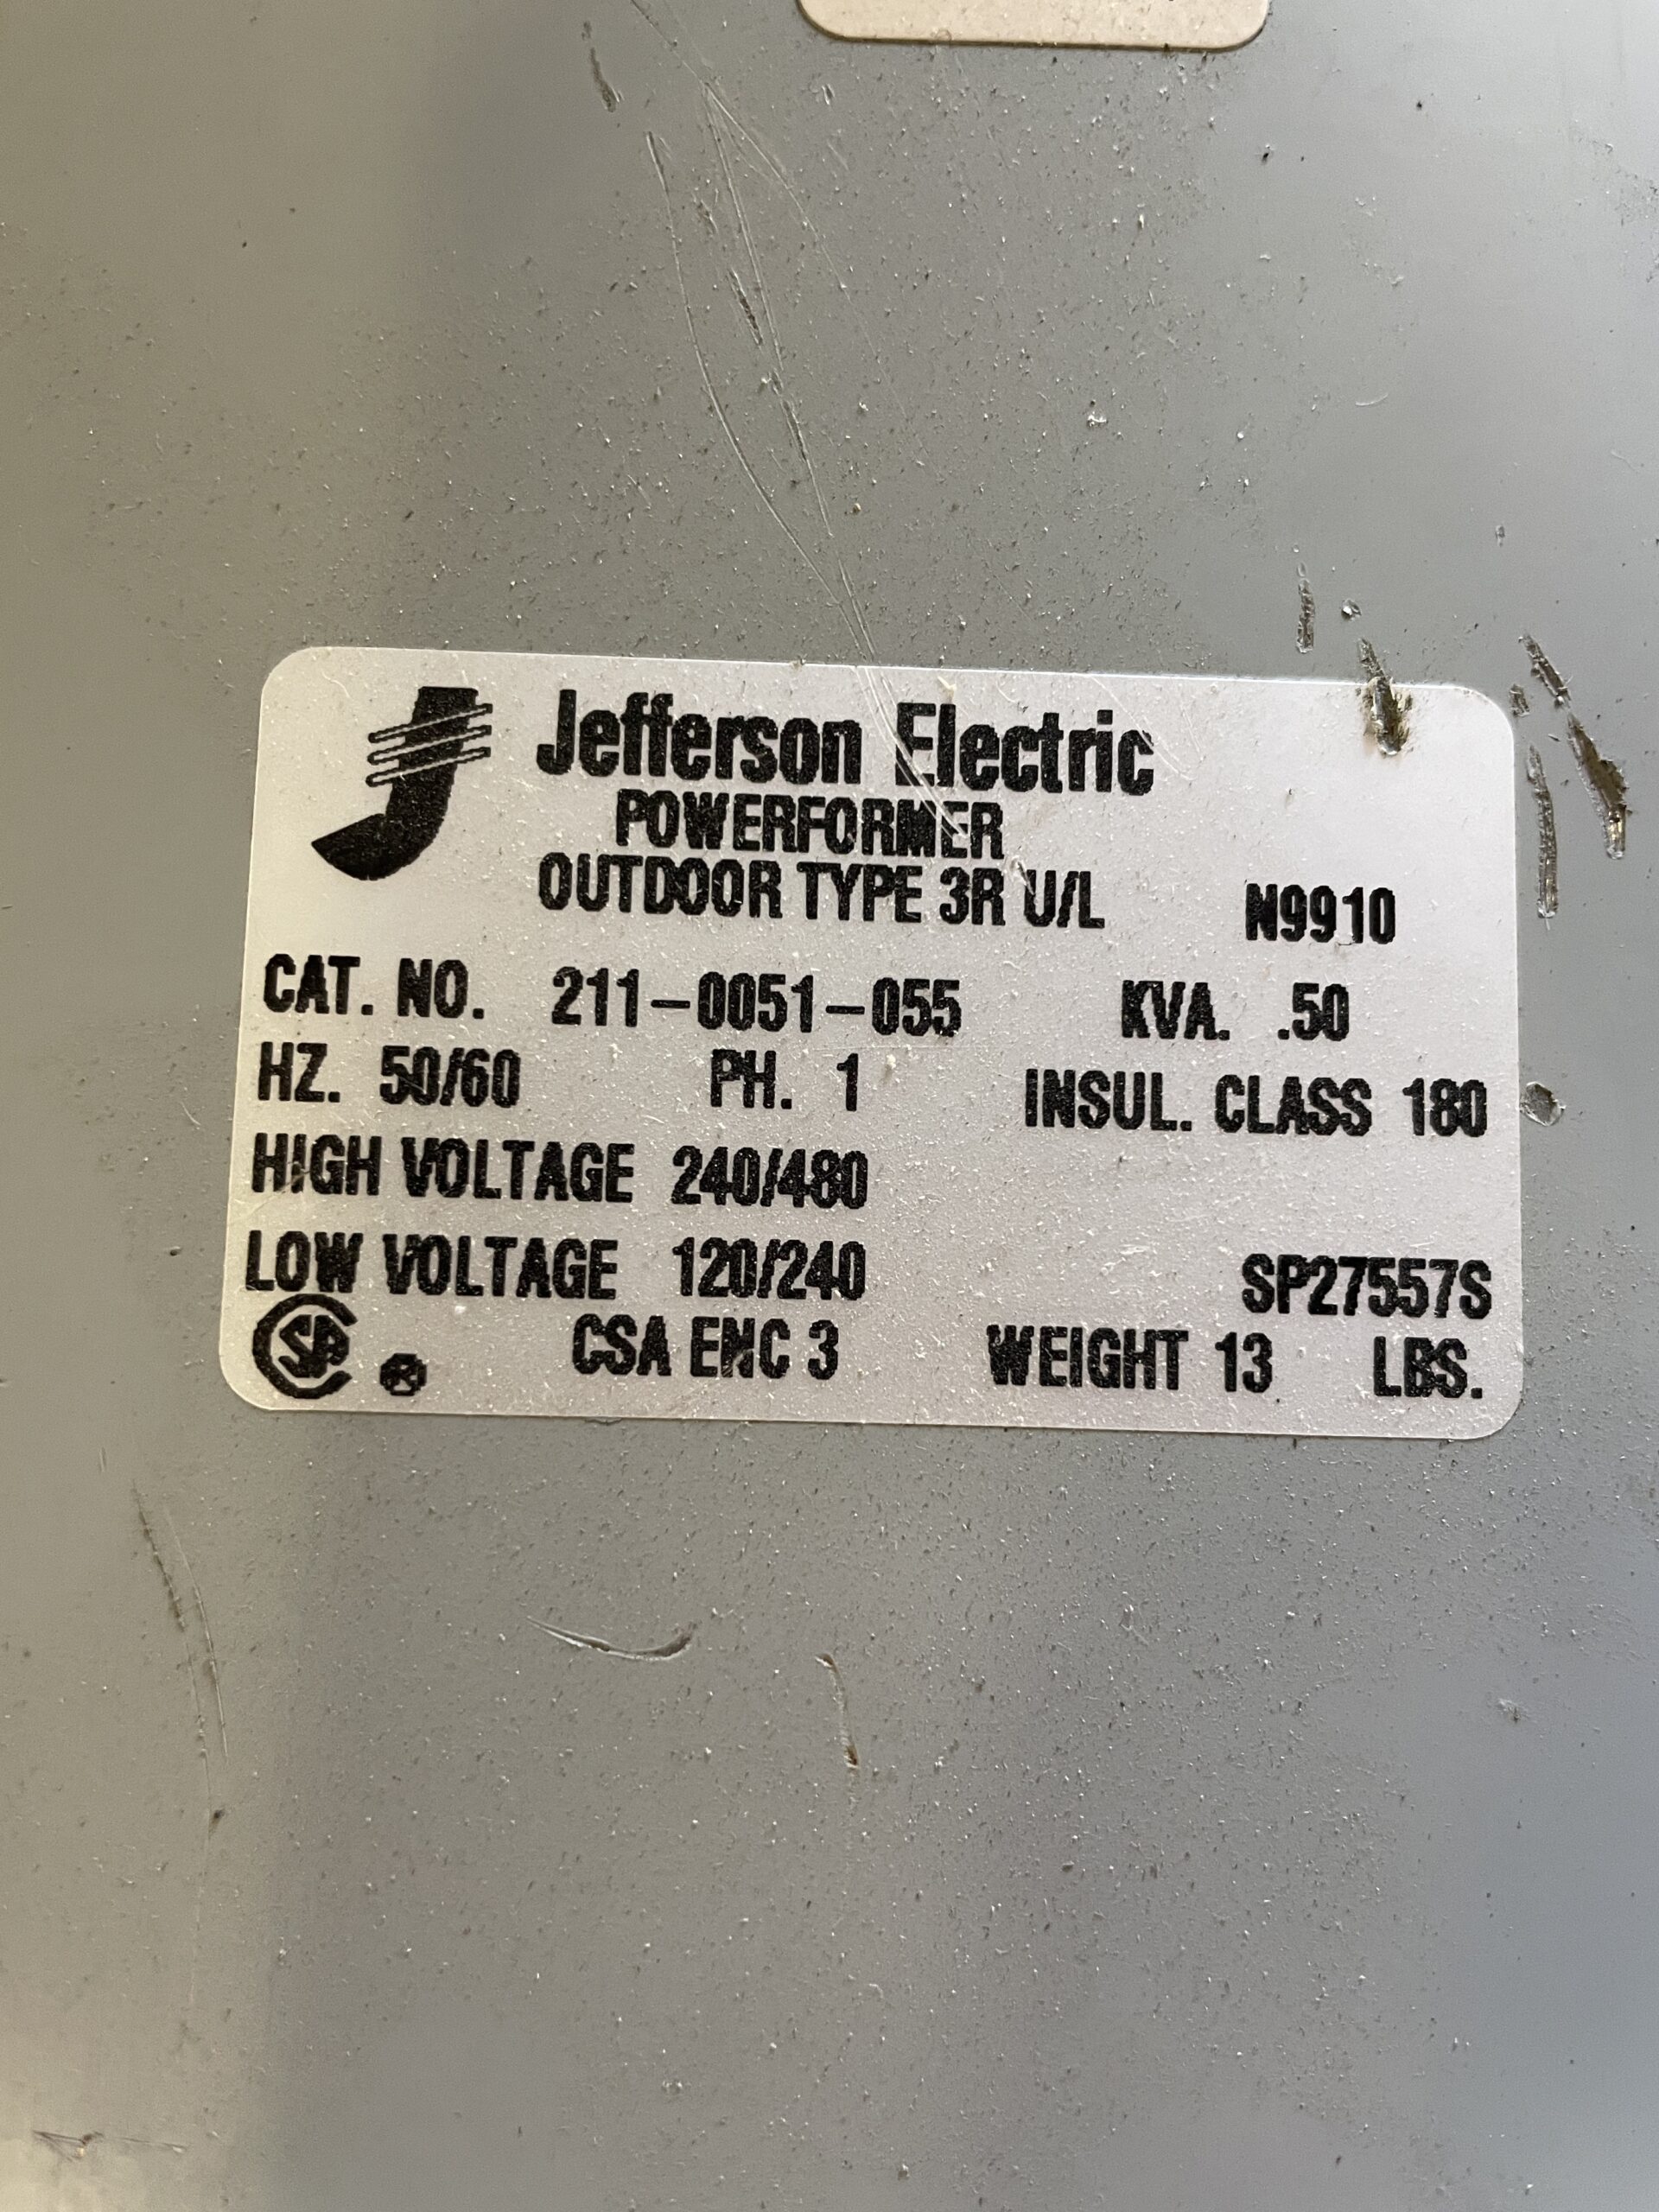 Jefferson Electric
POWERFORMER
OUTDOOR TYPE 3R U/L N9910
CAT. NO. 211-0051-055 KVA. .50
HZ. 50/60 PH. 1 INSUL. CLASS 180
HIGH VOLTAGE 240/480
LOW VOLTAGE 120/240 SP27557S
CSA ® CSA ENC 3 WEIGHT 13 LBS.